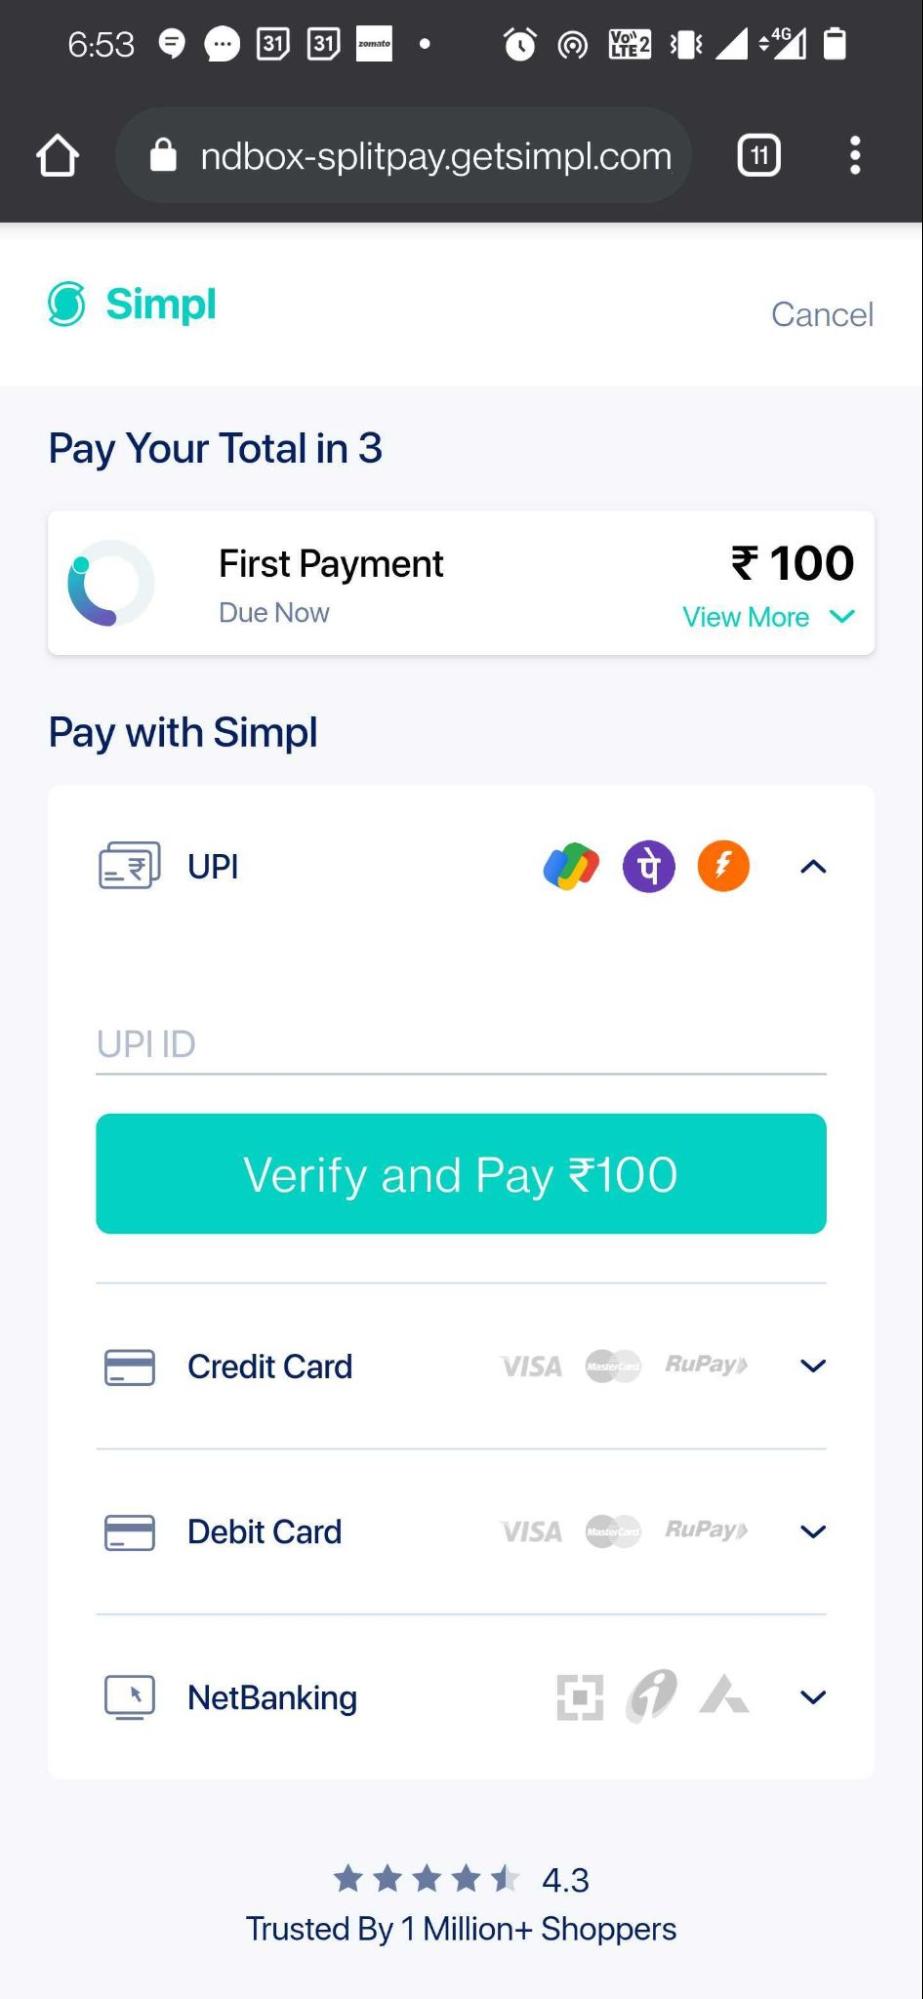 6:53 31 31 zomato Vo)) LTE 2 4G
ndbox-splitpay.getsimpl.com 11
Simpl
Cancel
Pay Your Total in 3
First Payment ₹ 100
Due Now View More
Pay with Simpl
UPI पे
UPI ID
Verify and Pay ₹100
Credit Card VISA MasterCard RuPay
Debit Card VISA MasterCard RuPay
NetBanking
4.3
Trusted By 1 Million+ Shoppers